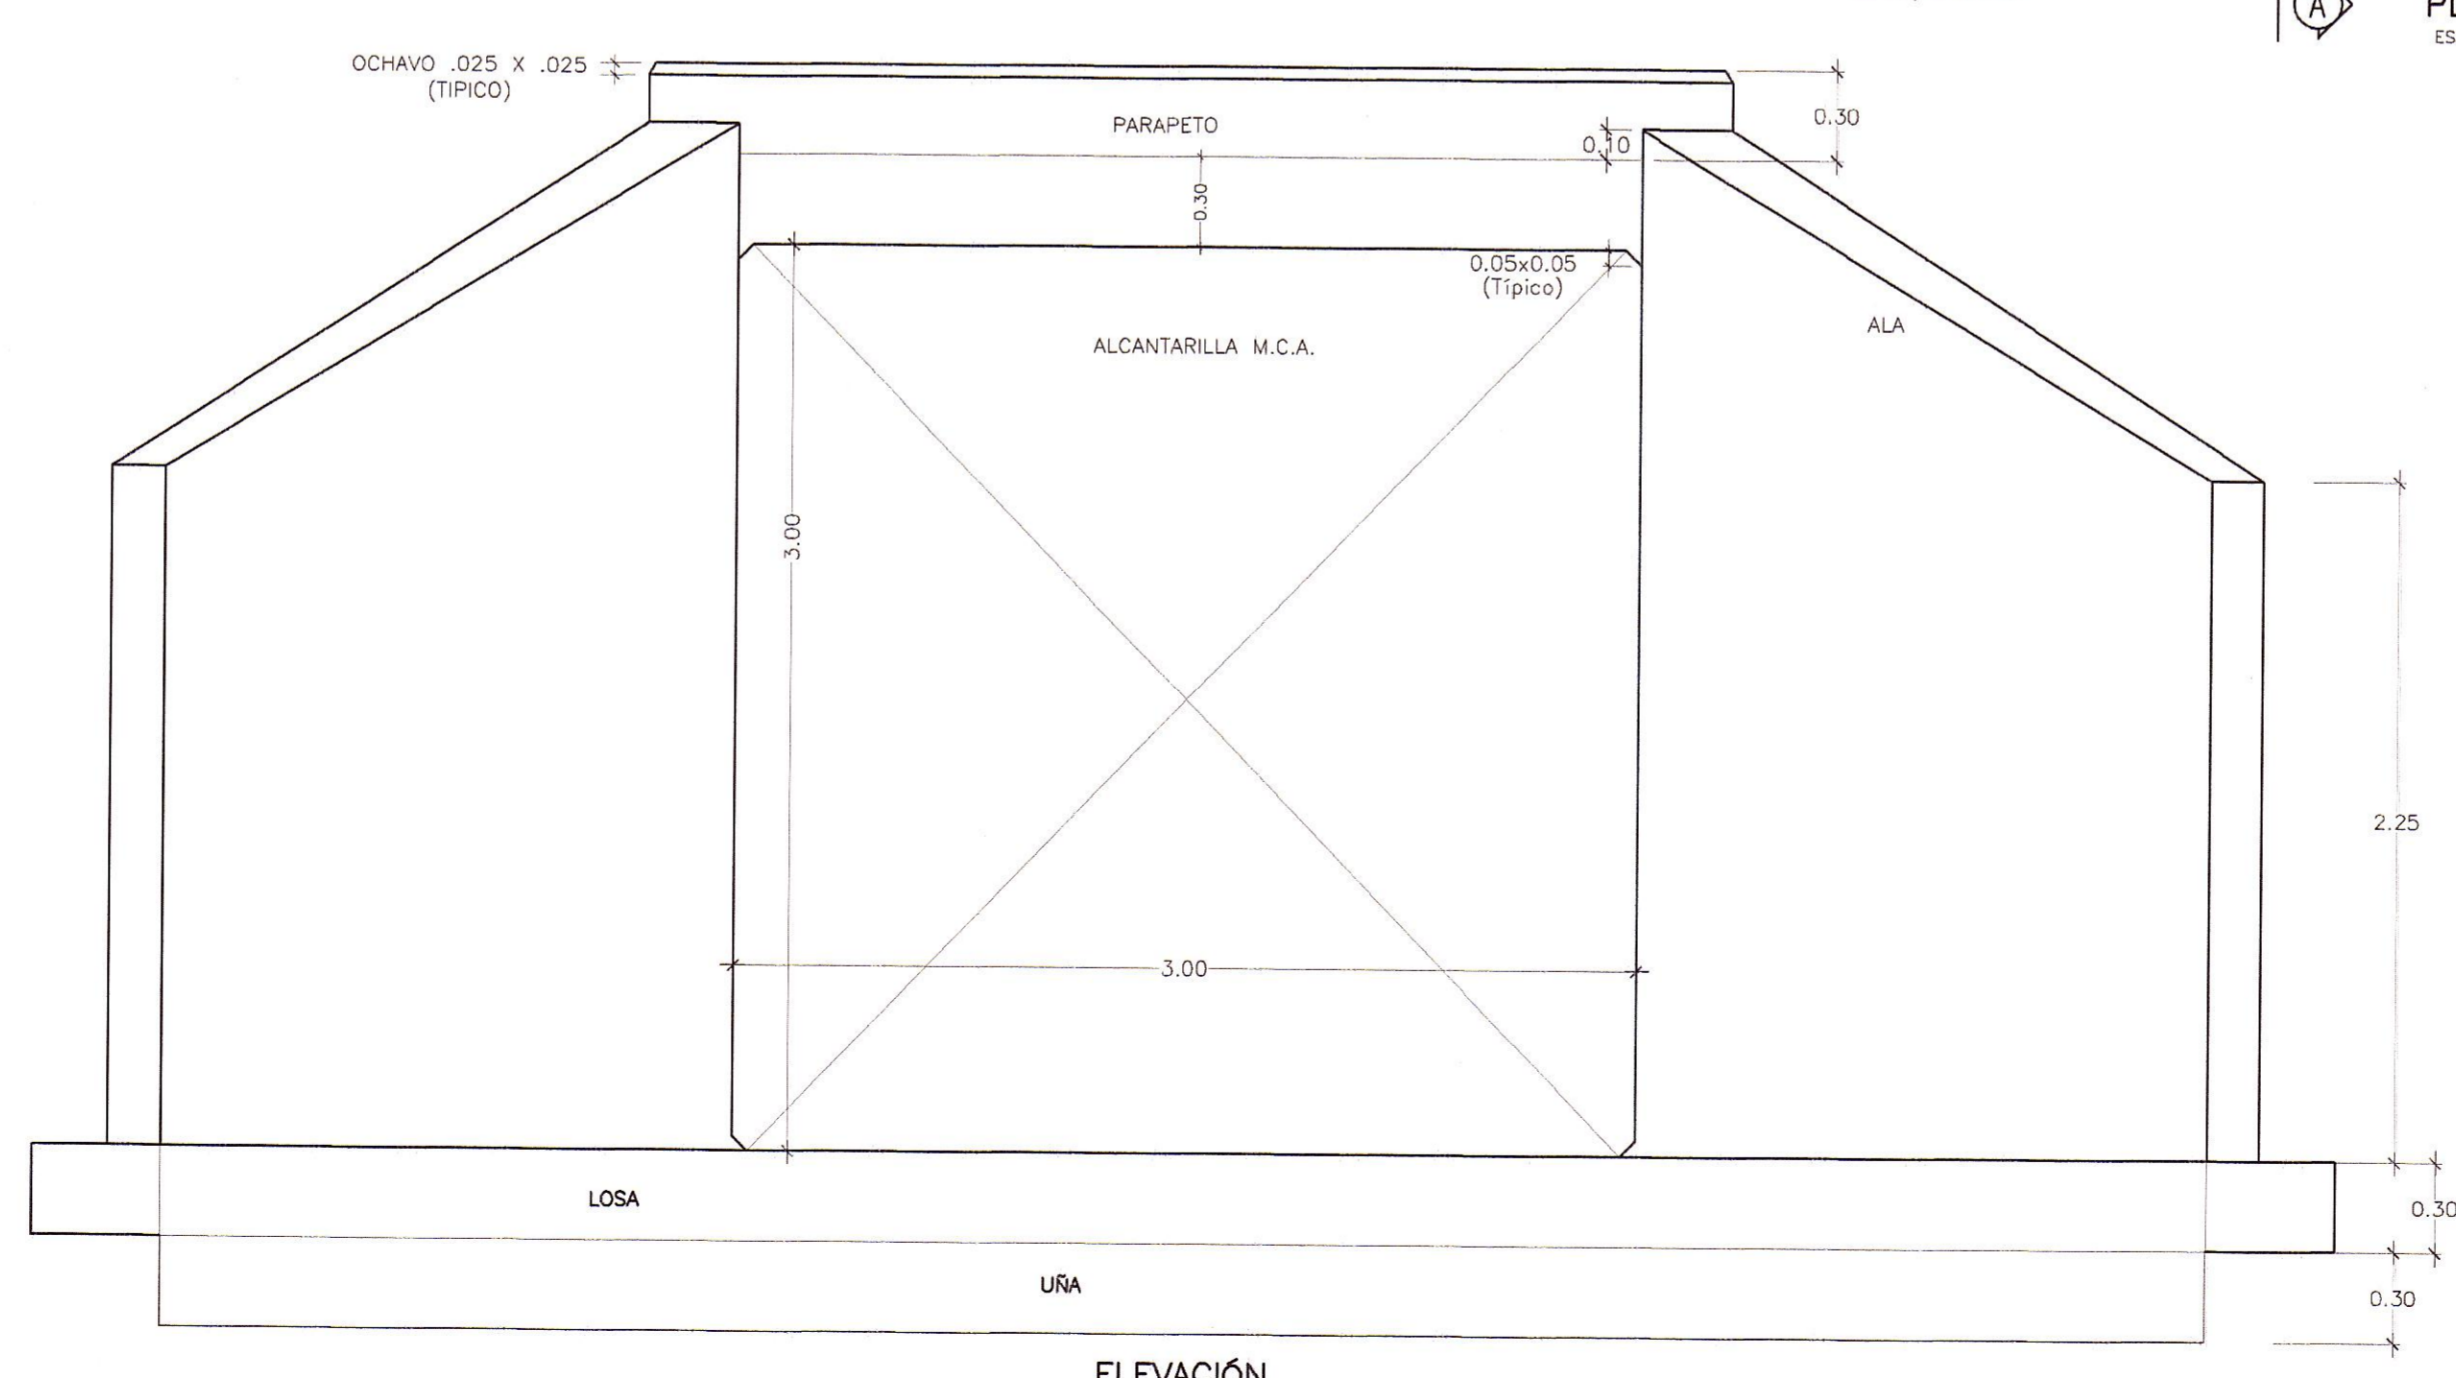 A
OCHAVO .025 X .025
(TIPICO)
PARAPETO
0.30
0.10
0.30
0.05x0.05
(Típico)
ALA
ALCANTARILLA M.C.A.
3.00
2.25
3.00
LOSA
0.30
UÑA
0.30
ELEVACIÓN